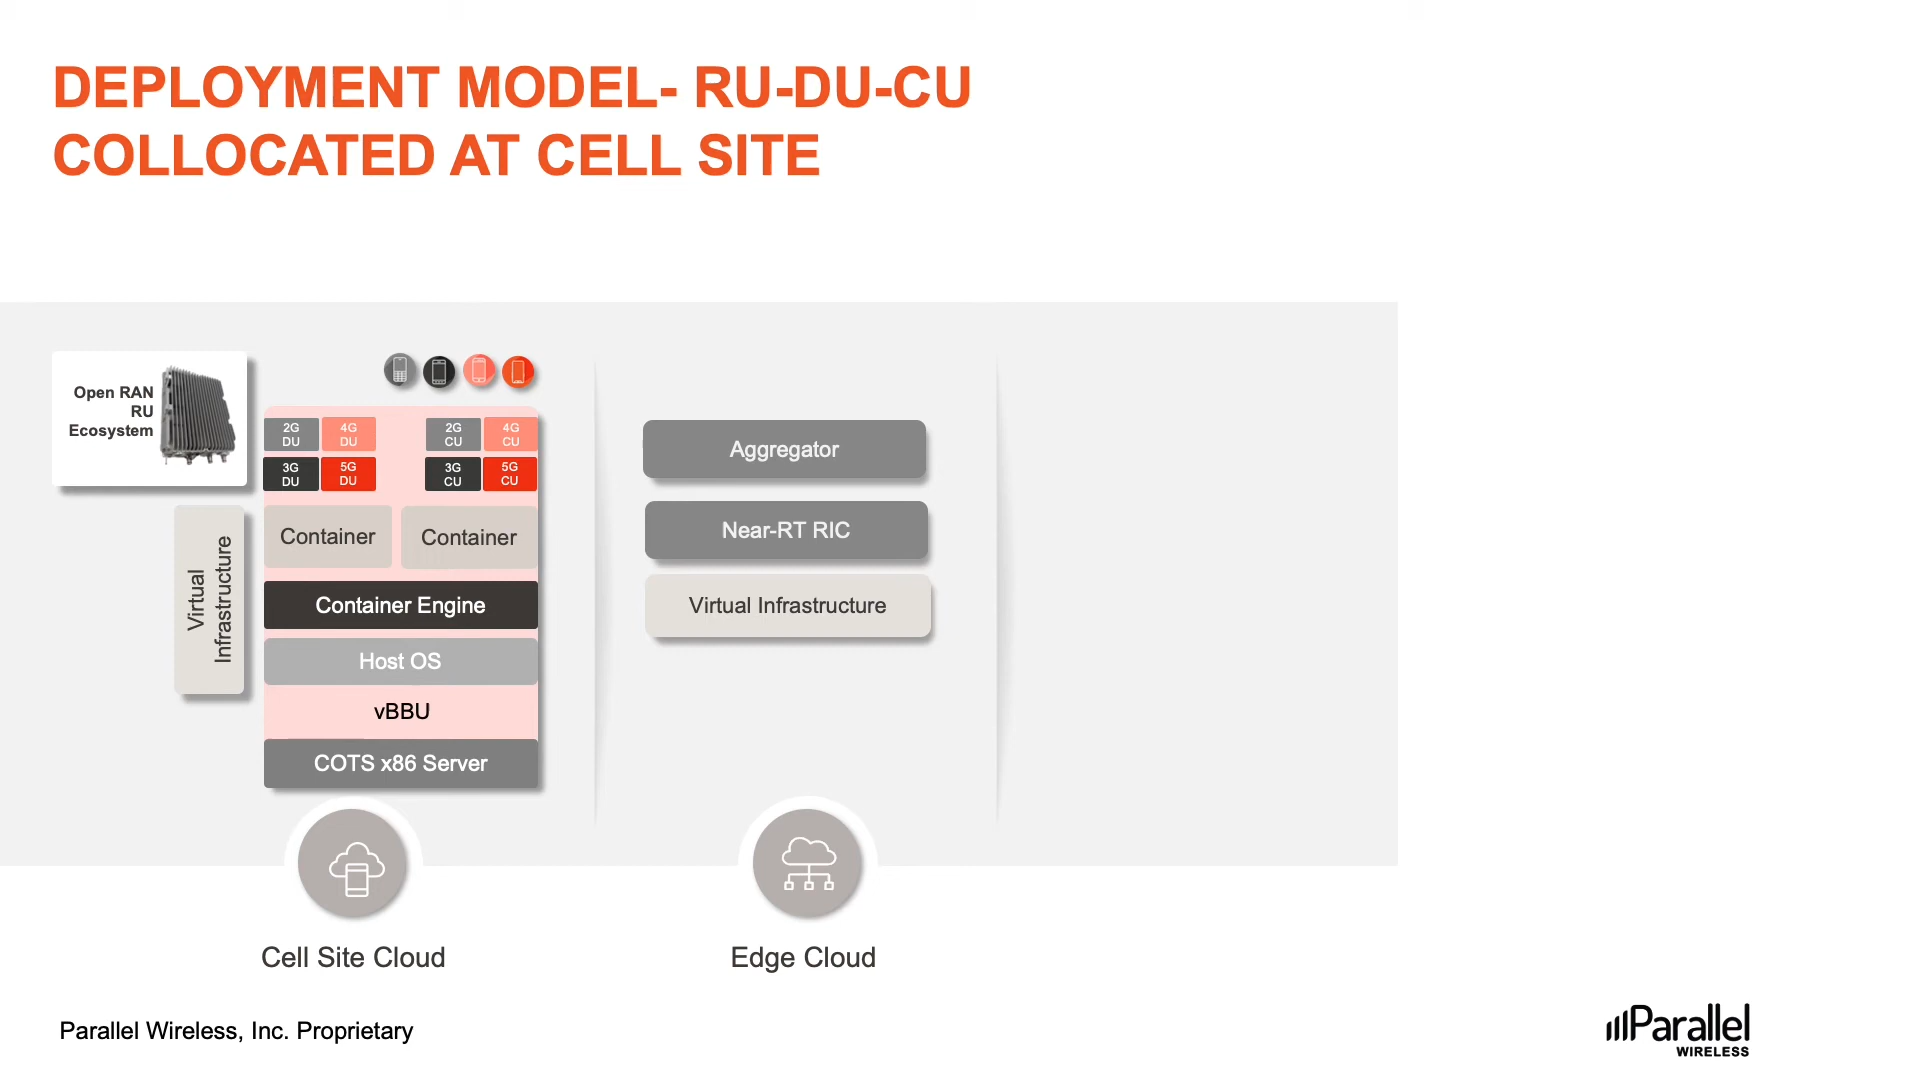 DEPLOYMENT MODEL- RU-DU-CU
COLLOCATED AT CELL SITE
Open RAN
RU
Ecosystem
2G
DU
4G
DU
2G
CU
4G
CU
3G
DU
5G
DU
3G
CU
5G
CU
Container
Container
Virtual
Infrastructure
Container Engine
Host OS
vBBU
COTS x86 Server
Aggregator
Near-RT RIC
Virtual Infrastructure
Cell Site Cloud
Edge Cloud
Parallel Wireless, Inc. Proprietary
Parallel
WIRELESS